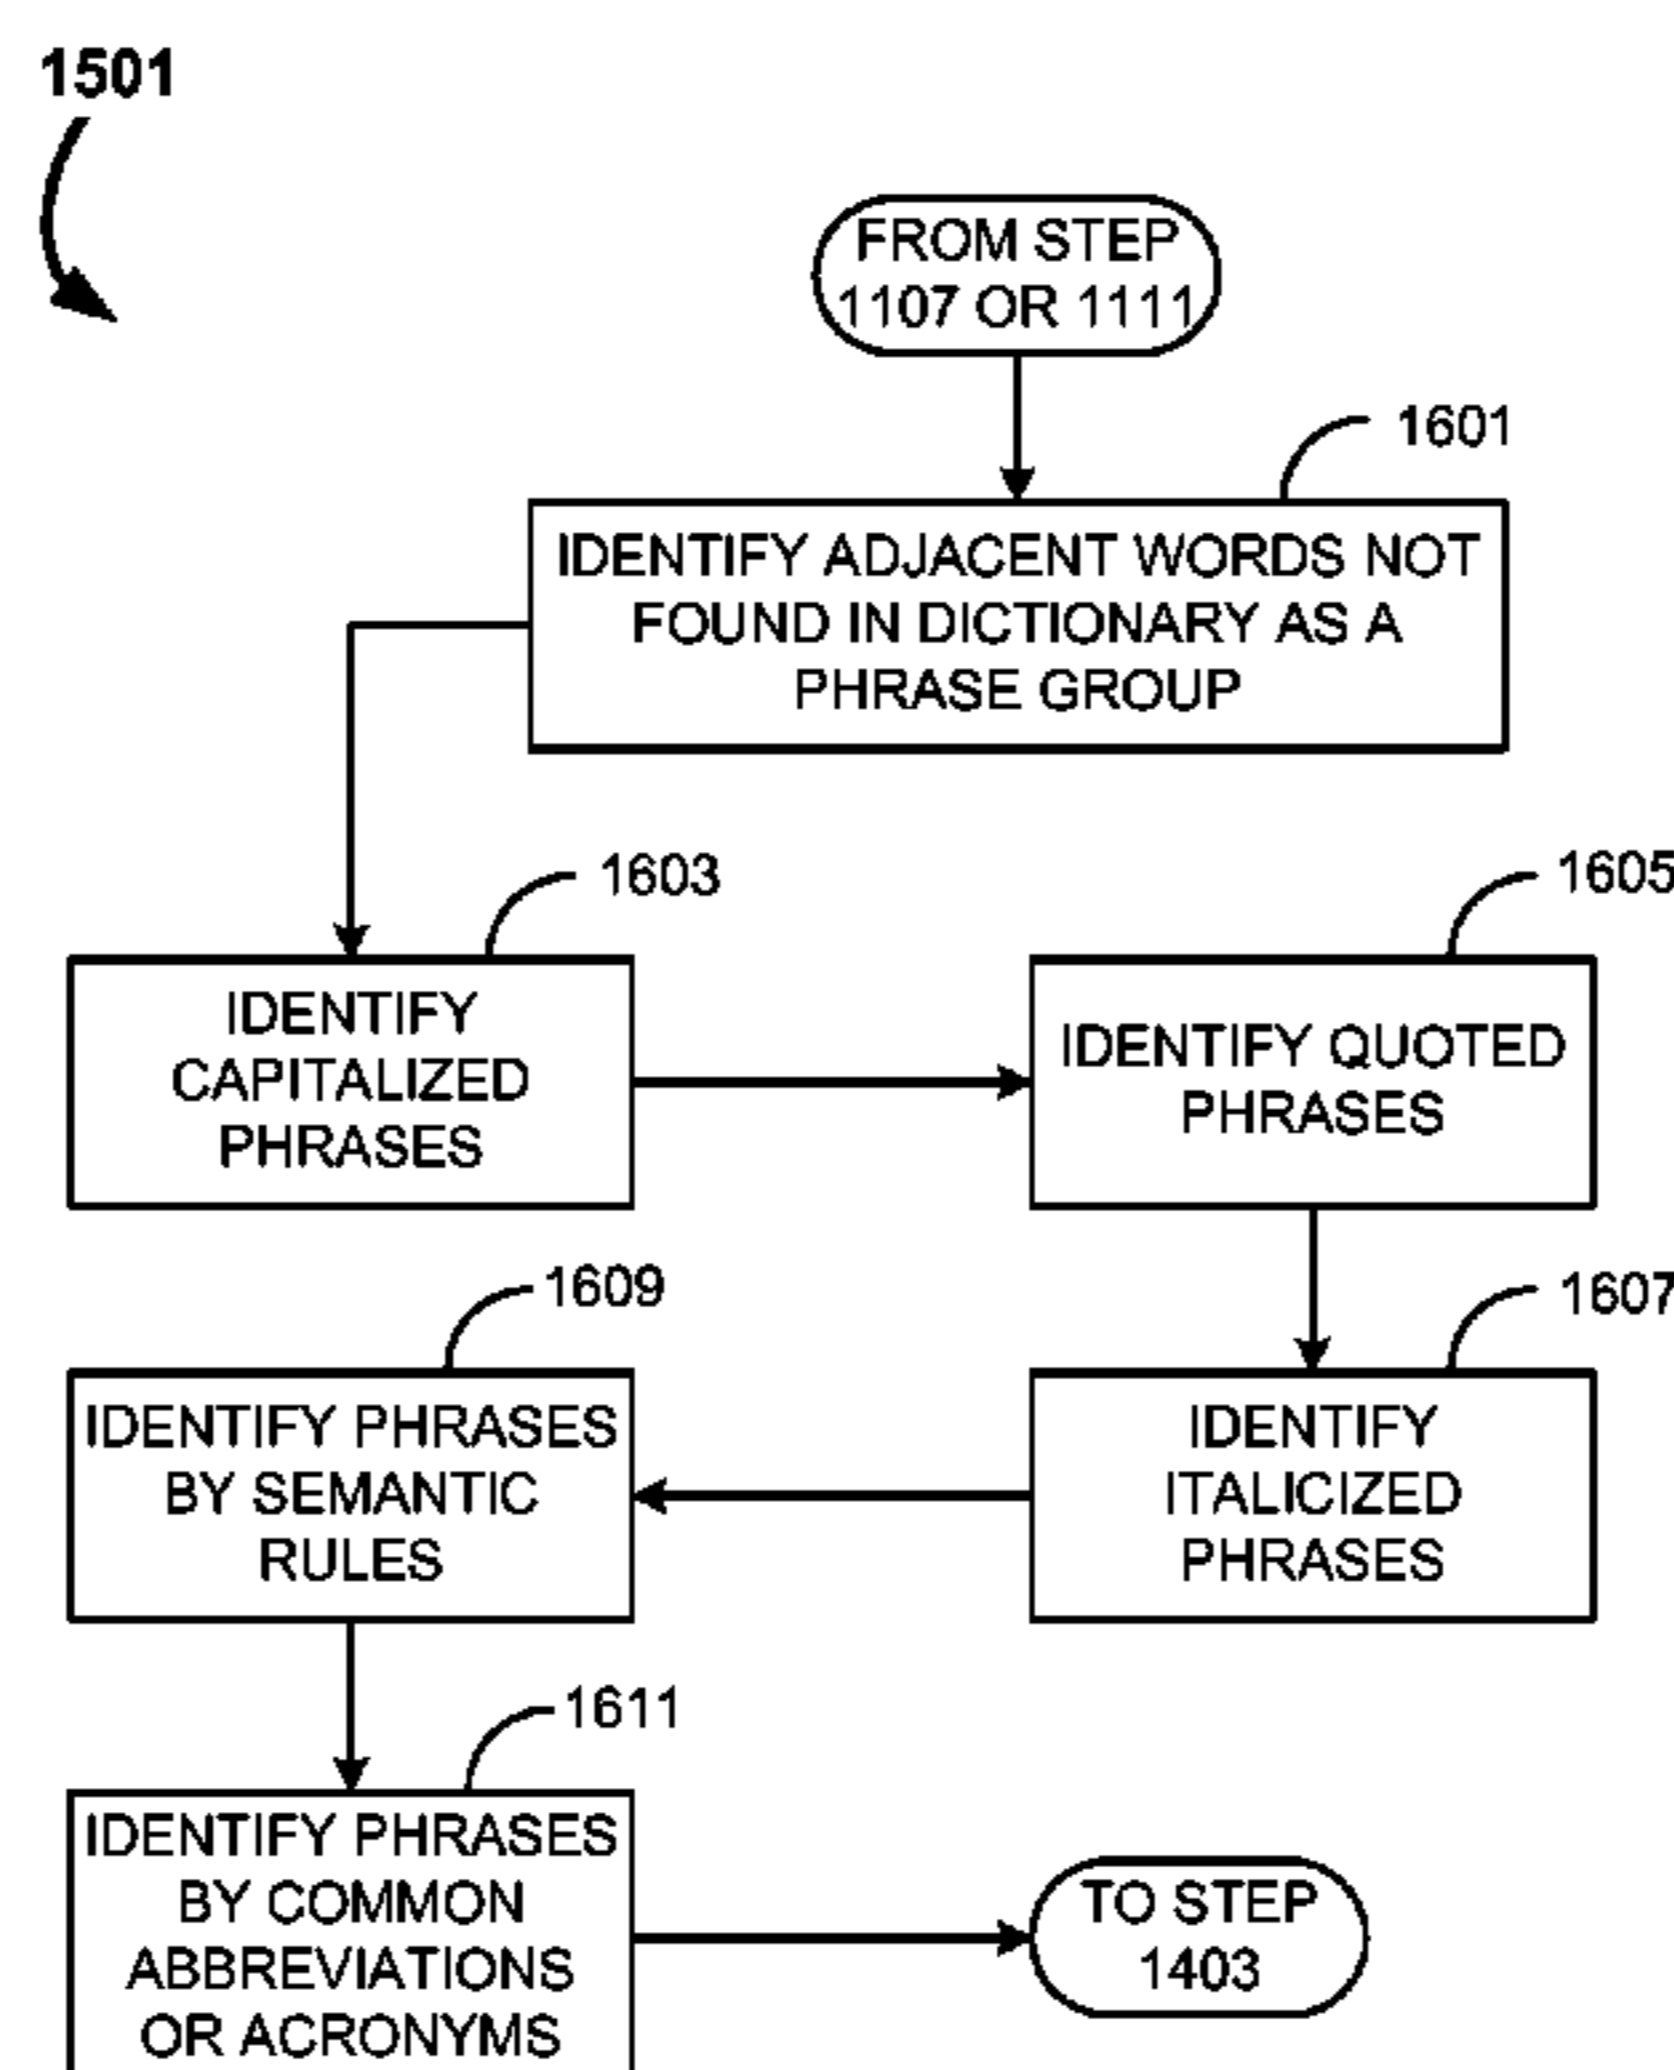 1501
FROM STEP
1107 OR 1111
1601
IDENTIFY ADJACENT WORDS NOT
FOUND IN DICTIONARY AS A
PHRASE GROUP
1603
IDENTIFY
CAPITALIZED
PHRASES
1605
IDENTIFY QUOTED
PHRASES
1607
IDENTIFY
ITALICIZED
PHRASES
1609
IDENTIFY PHRASES
BY SEMANTIC
RULES
1611
IDENTIFY PHRASES
BY COMMON
ABBREVIATIONS
OR ACRONYMS
TO STEP
1403